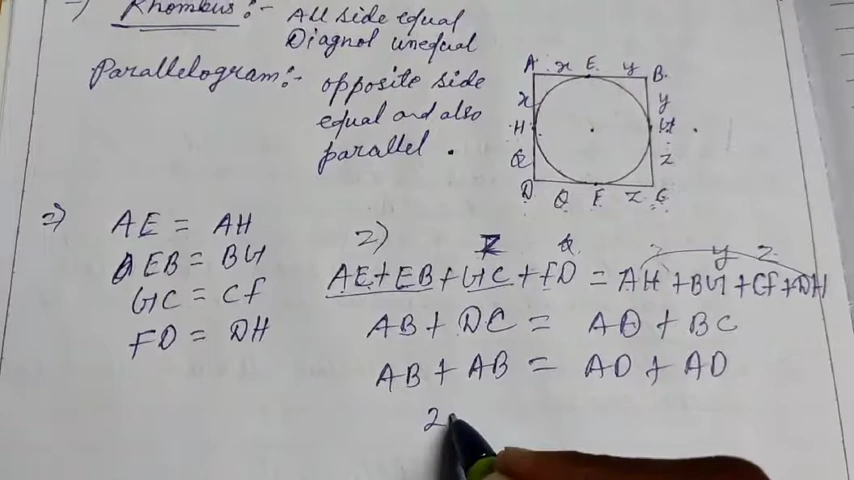 =) Rhombus :- All side equal
Diagnol unequal
Parallelogram :- opposite side
equal and also
parallel .
A x E y B
x y
H
Q z
D Q F z
=) AE = AH
EB = BG
GC = Cf
FD = DH
2)
AE + EB + GC + fD = AH + BG + Cf + DH
AB + DC = AD + BC
AB + AB = AD + AD
2